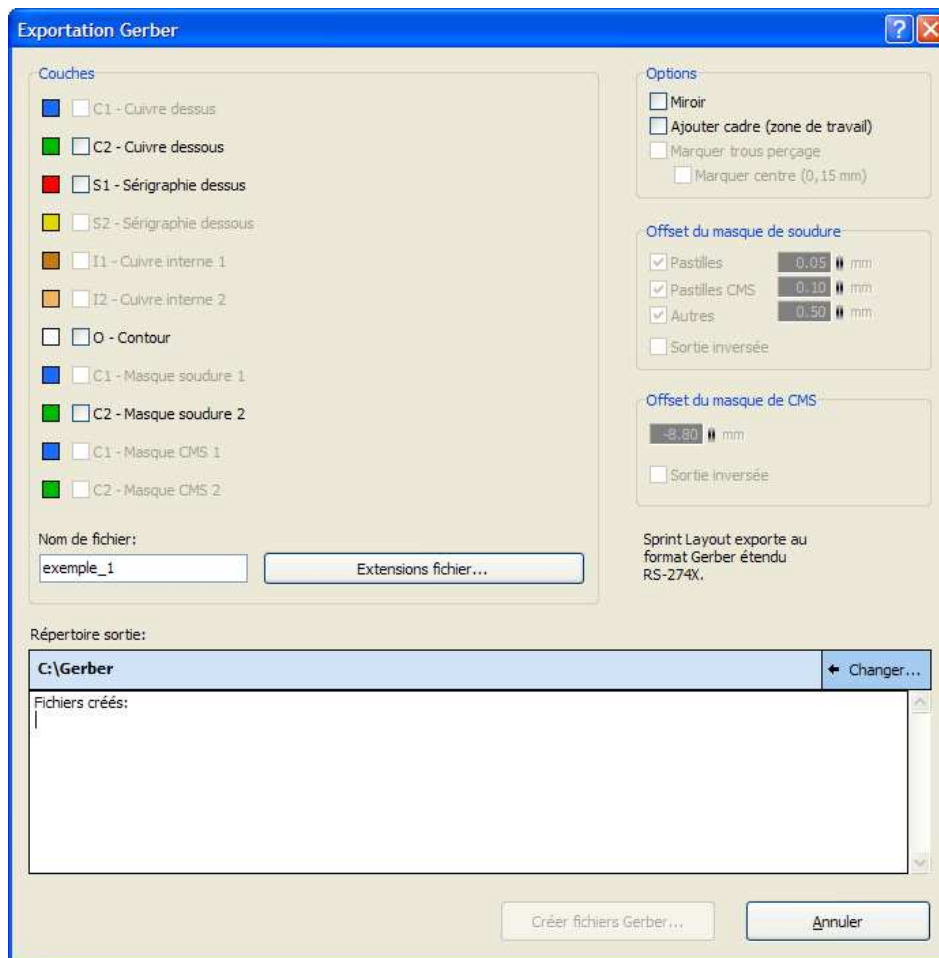 Exportation Gerber
Couches
C1 - Cuivre dessus
C2 - Cuivre dessous
S1 - Sérigraphie dessus
S2 - Sérigraphie dessous
I1 - Cuivre interne 1
I2 - Cuivre interne 2
O - Contour
C1 - Masque soudure 1
C2 - Masque soudure 2
C1 - Masque CMS 1
C2 - Masque CMS 2
Nom de fichier:
exemple_1
Extensions fichier...
Options
Miroir
Ajouter cadre (zone de travail)
Marquer trous perçage
Marquer centre (0,15 mm)
Offset du masque de soudure
Pastilles 0.05 mm
Pastilles CMS 0.10 mm
Autres 0.50 mm
Sortie inversée
Offset du masque de CMS
-8.80 mm
Sortie inversée
Sprint Layout exporte au
format Gerber étendu
RS-274X.
Répertoire sortie:
C:\Gerber
Changer...
Fichiers créés:
Créer fichiers Gerber...
Annuler